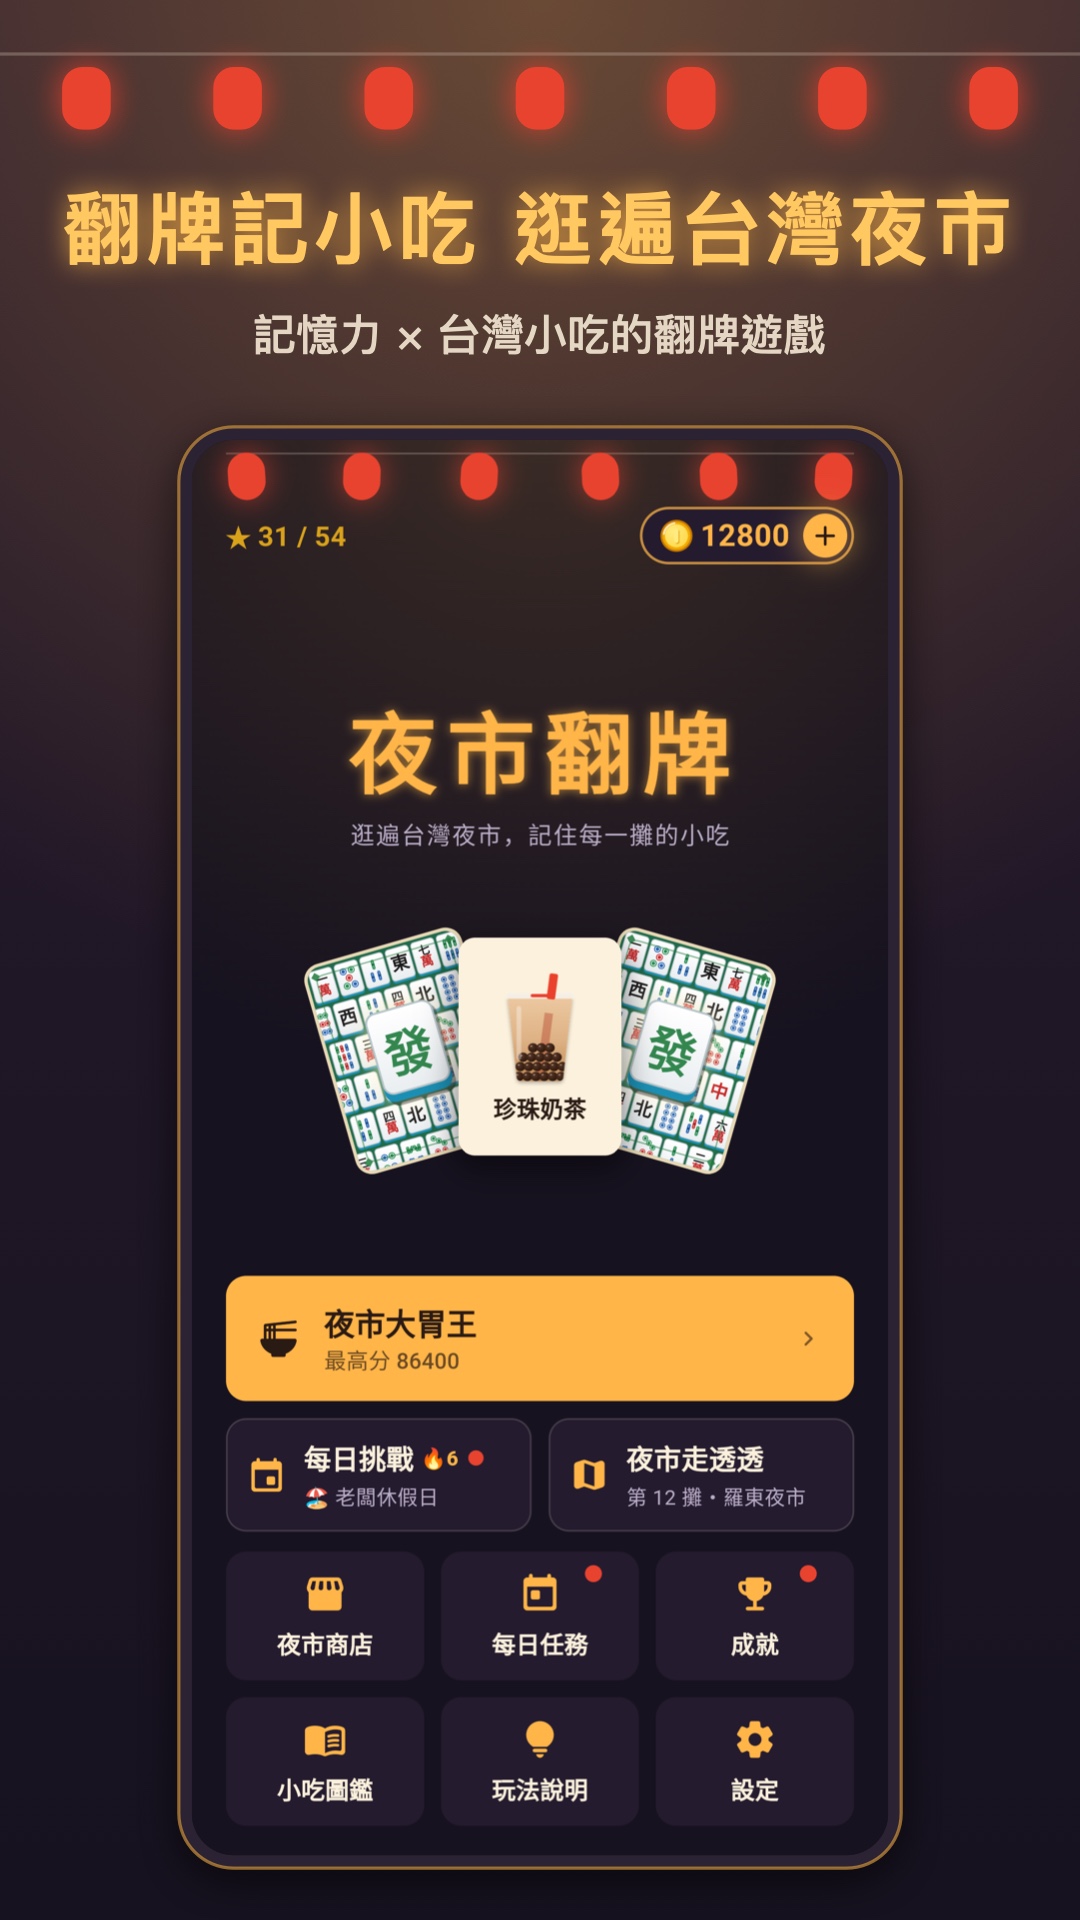 翻牌記小吃 逛遍台灣夜市
記憶力 × 台灣小吃的翻牌遊戲
★ 31 / 54
12800 +
夜市翻牌
逛遍台灣夜市，記住每一攤的小吃
發
珍珠奶茶
發
夜市大胃王
最高分 86400
每日挑戰 🔥6
🏖️ 老闆休假日
夜市走透透
第 12 攤・羅東夜市
夜市商店
每日任務
成就
小吃圖鑑
玩法說明
設定